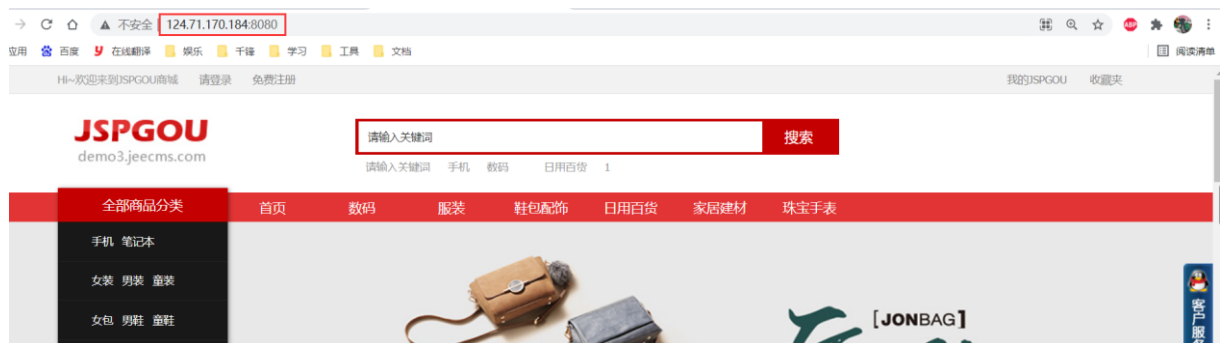 不安全 124.71.170.184:8080
应用 百度 在线翻译 娱乐 千锋 学习 工具 文档 阅读清单
Hi~欢迎来到JSPGOU商城 请登录 免费注册 我的JSPGOU 收藏夹
JSPGOU
demo3.jeecms.com
请输入关键词 搜索
请输入关键词 手机 数码 日用百货 1
全部商品分类 首页 数码 服装 鞋包配饰 日用百货 家居建材 珠宝手表
手机 笔记本
女装 男装 童装
女包 男鞋 童鞋
[JONBAG]
客户服